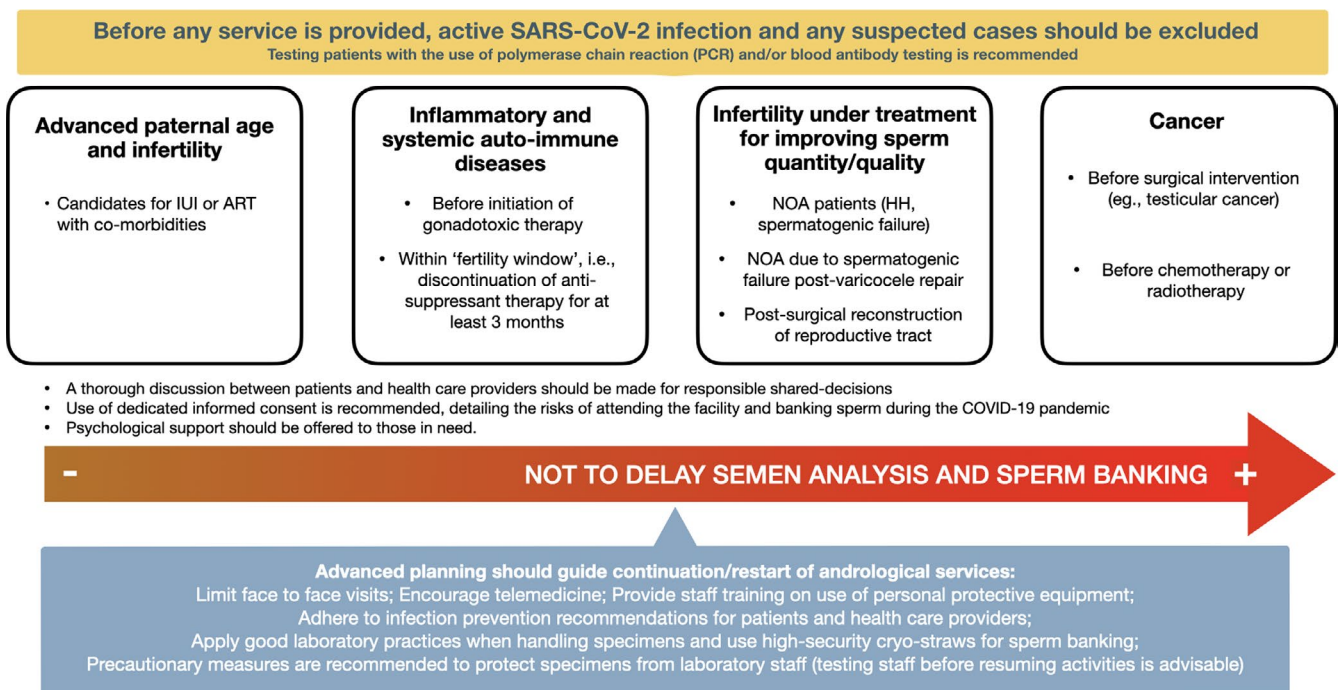 Before any service is provided, active SARS-CoV-2 infection and any suspected cases should be excluded
Testing patients with the use of polymerase chain reaction (PCR) and/or blood antibody testing is recommended
Advanced paternal age
and infertility
• Candidates for IUI or ART
with co-morbidities
Inflammatory and
systemic auto-immune
diseases
• Before initiation of
gonadotoxic therapy
• Within ‘fertility window’, i.e.,
discontinuation of anti-
suppressant therapy for at
least 3 months
Infertility under treatment
for improving sperm
quantity/quality
• NOA patients (HH,
spermatogenic failure)
• NOA due to spermatogenic
failure post-varicocele repair
• Post-surgical reconstruction
of reproductive tract
Cancer
• Before surgical intervention
(eg., testicular cancer)
• Before chemotherapy or
radiotherapy
• A thorough discussion between patients and health care providers should be made for responsible shared-decisions
• Use of dedicated informed consent is recommended, detailing the risks of attending the facility and banking sperm during the COVID-19 pandemic
• Psychological support should be offered to those in need.
- NOT TO DELAY SEMEN ANALYSIS AND SPERM BANKING +
Advanced planning should guide continuation/restart of andrological services:
Limit face to face visits; Encourage telemedicine; Provide staff training on use of personal protective equipment;
Adhere to infection prevention recommendations for patients and health care providers;
Apply good laboratory practices when handling specimens and use high-security cryo-straws for sperm banking;
Precautionary measures are recommended to protect specimens from laboratory staff (testing staff before resuming activities is advisable)